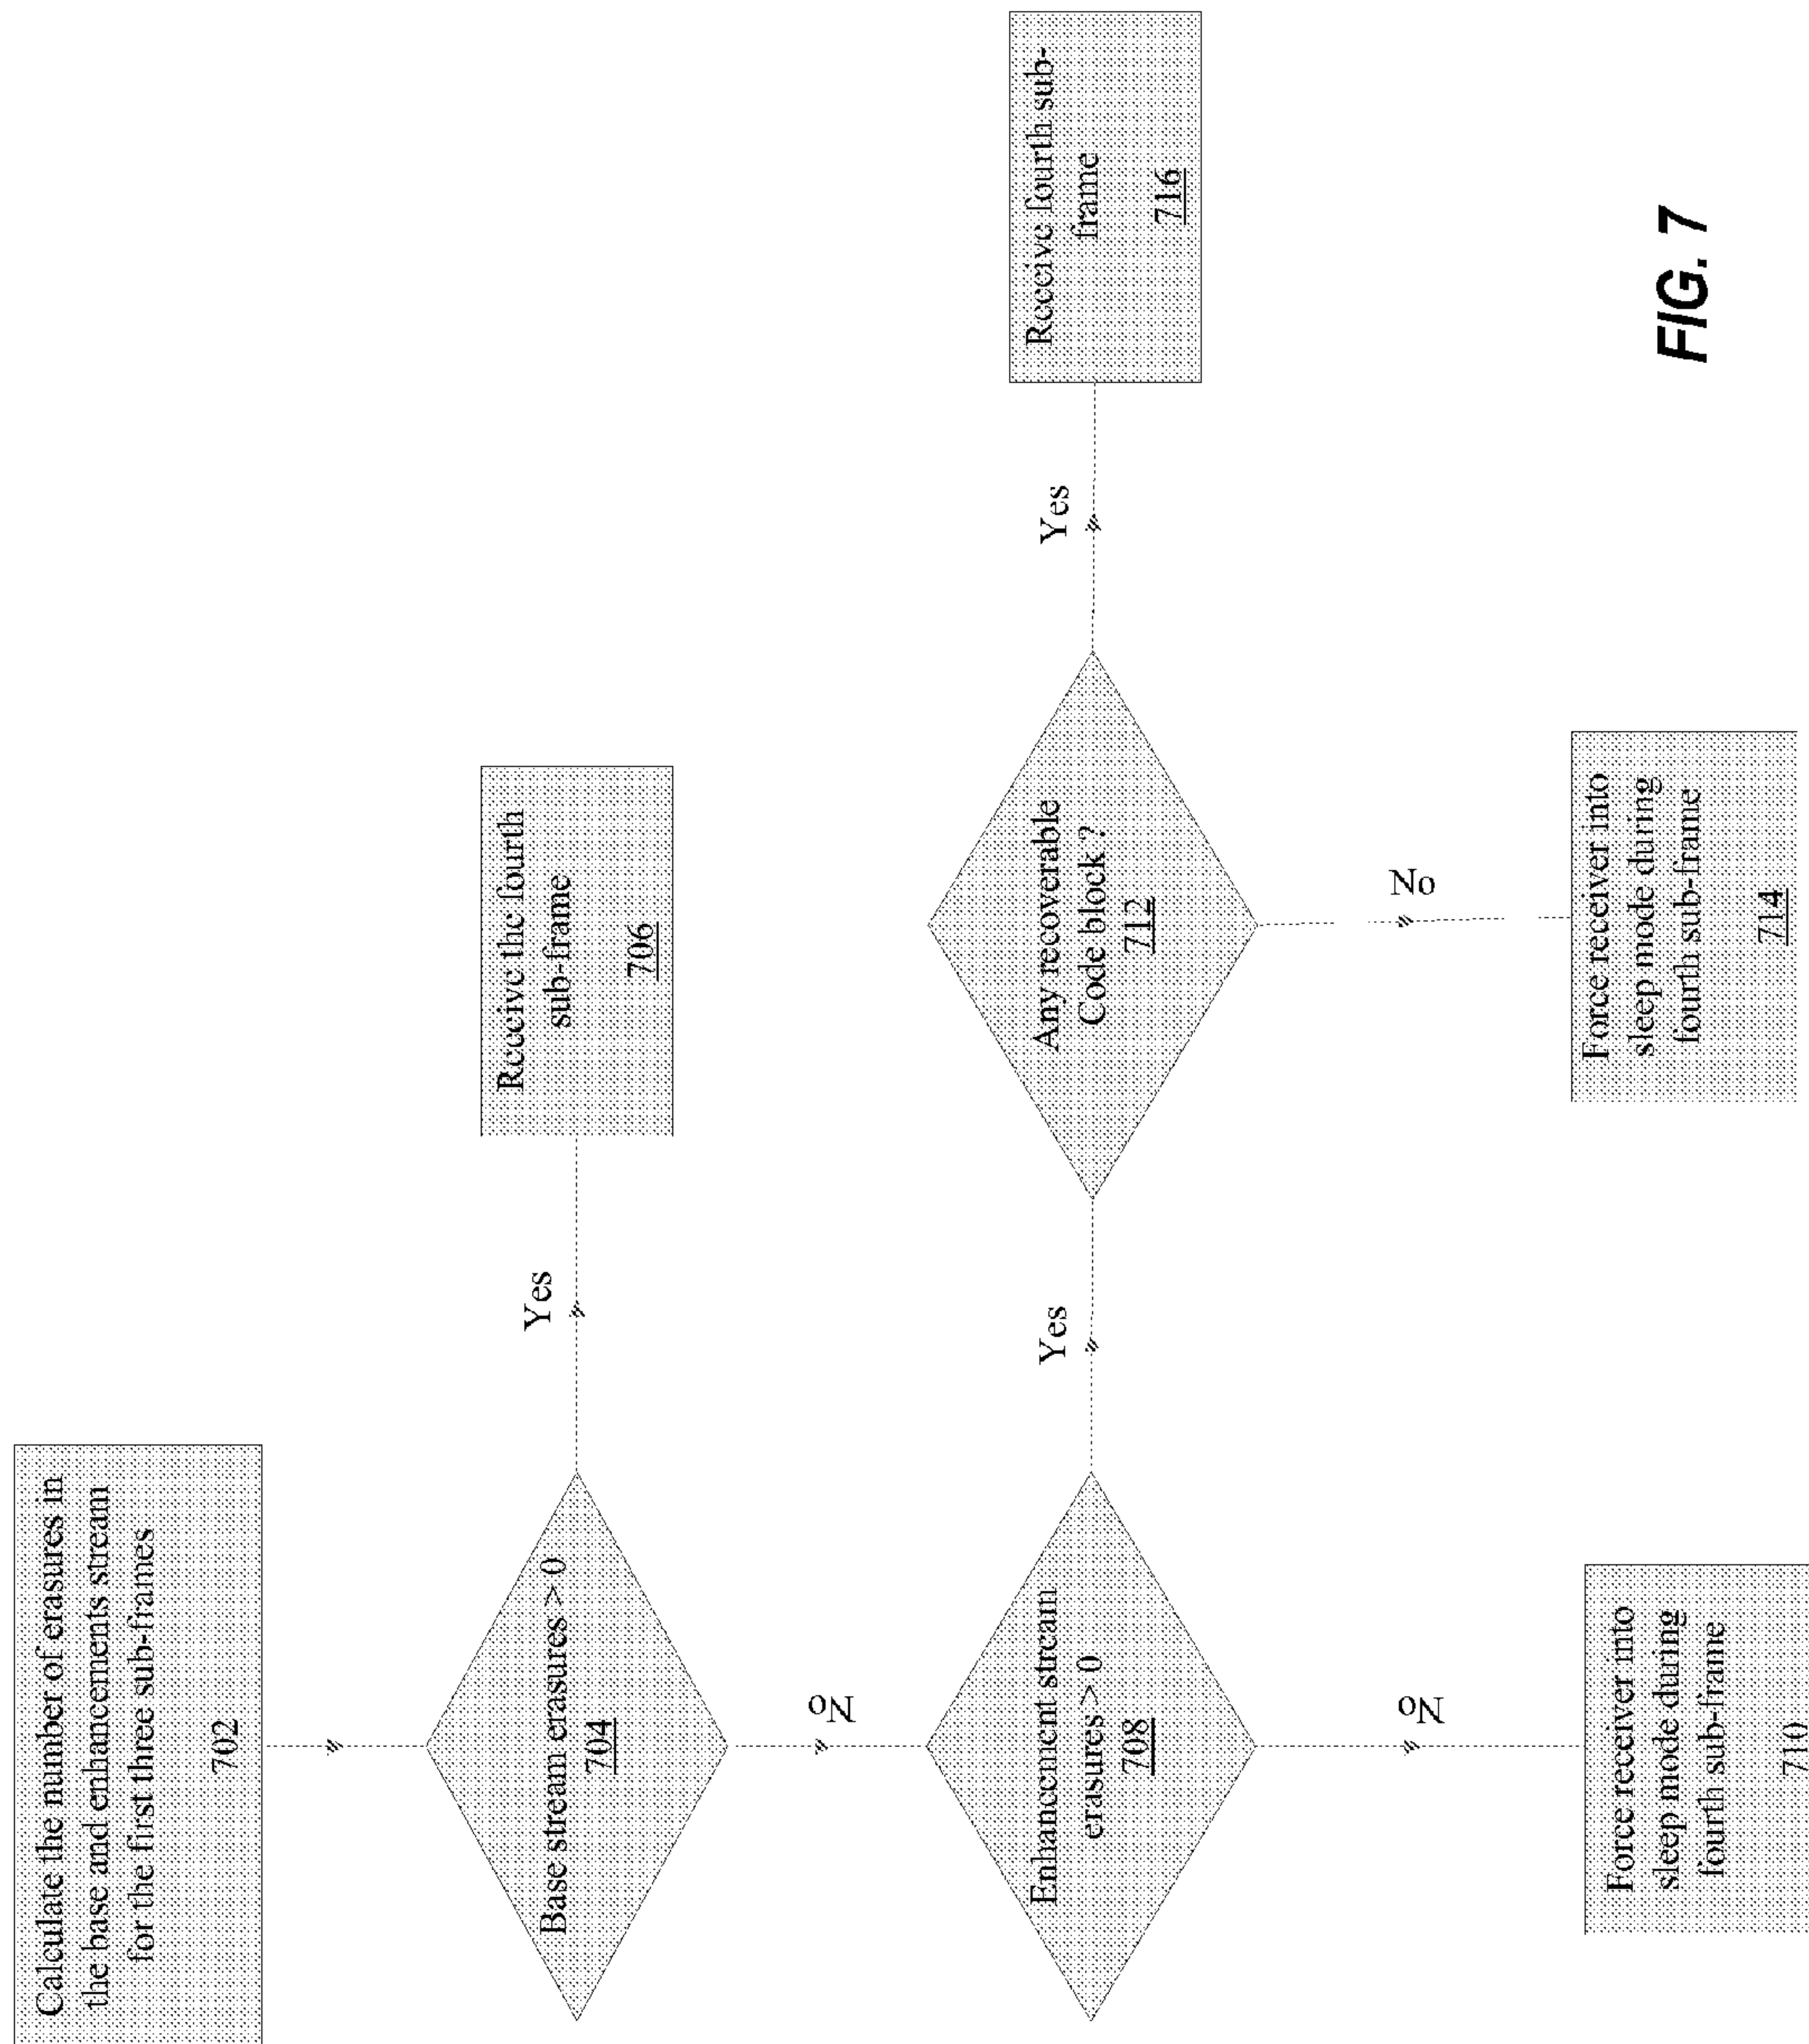 Calculate the number of erasures in
the base and enhancements stream
for the first three sub-frames
702
Base stream erasures > 0
704
Yes
Receive the fourth
sub-frame
706
No
Enhancement stream
erasures > 0
708
Yes
Any recoverable
Code block ?
712
Yes
Receive fourth sub-
frame
716
No
Force receiver into
sleep mode during
fourth sub-frame
710
No
Force receiver into
sleep mode during
fourth sub-frame
714
FIG. 7